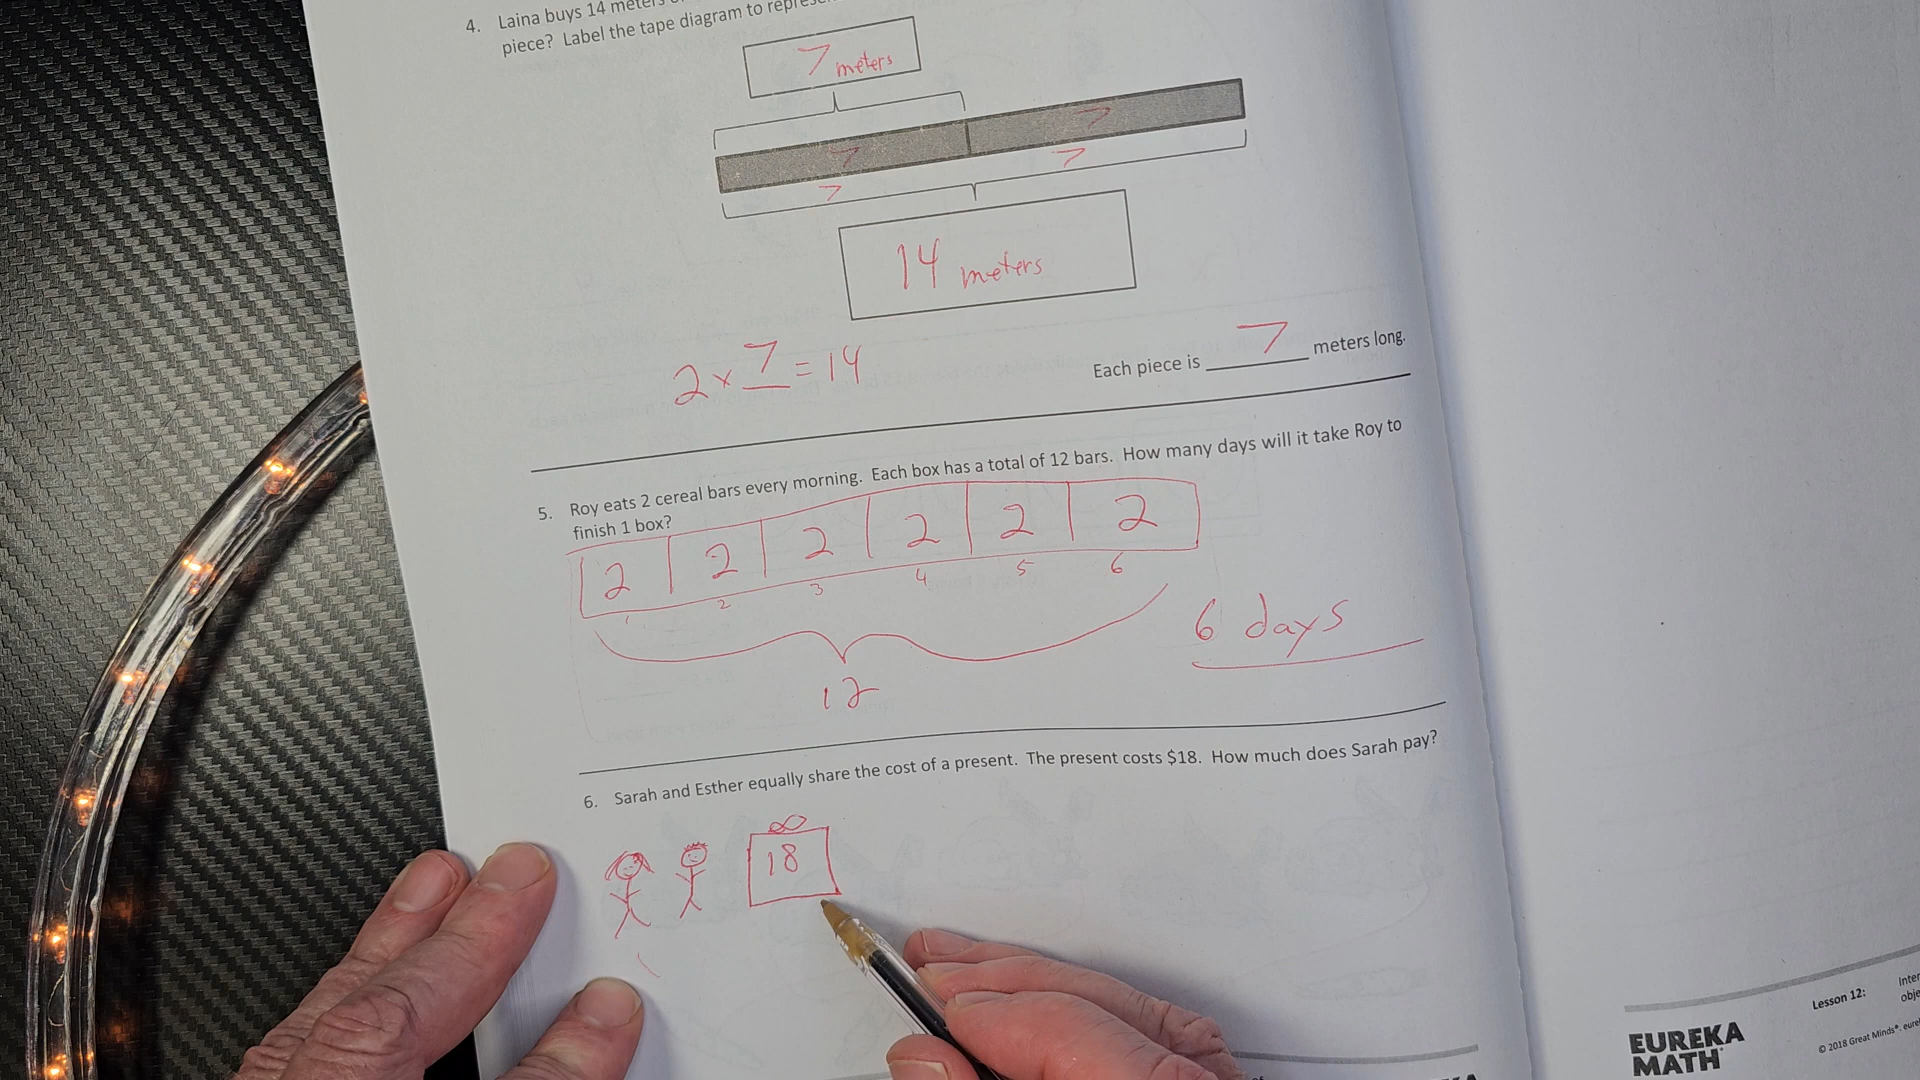 4. Laina buys 14 meters
piece? Label the tape diagram to
7 meters
7
7
7
7
14 meters
2 x 7 = 14
Each piece is 7 meters long.
5. Roy eats 2 cereal bars every morning. Each box has a total of 12 bars. How many days will it take Roy to
finish 1 box?
2 2 2 2 2 2
1 2 3 4 5 6
6 days
12
6. Sarah and Esther equally share the cost of a present. The present costs $18. How much does Sarah pay?
18
Lesson 12:
EUREKA
MATH
© 2018 Great Minds®.